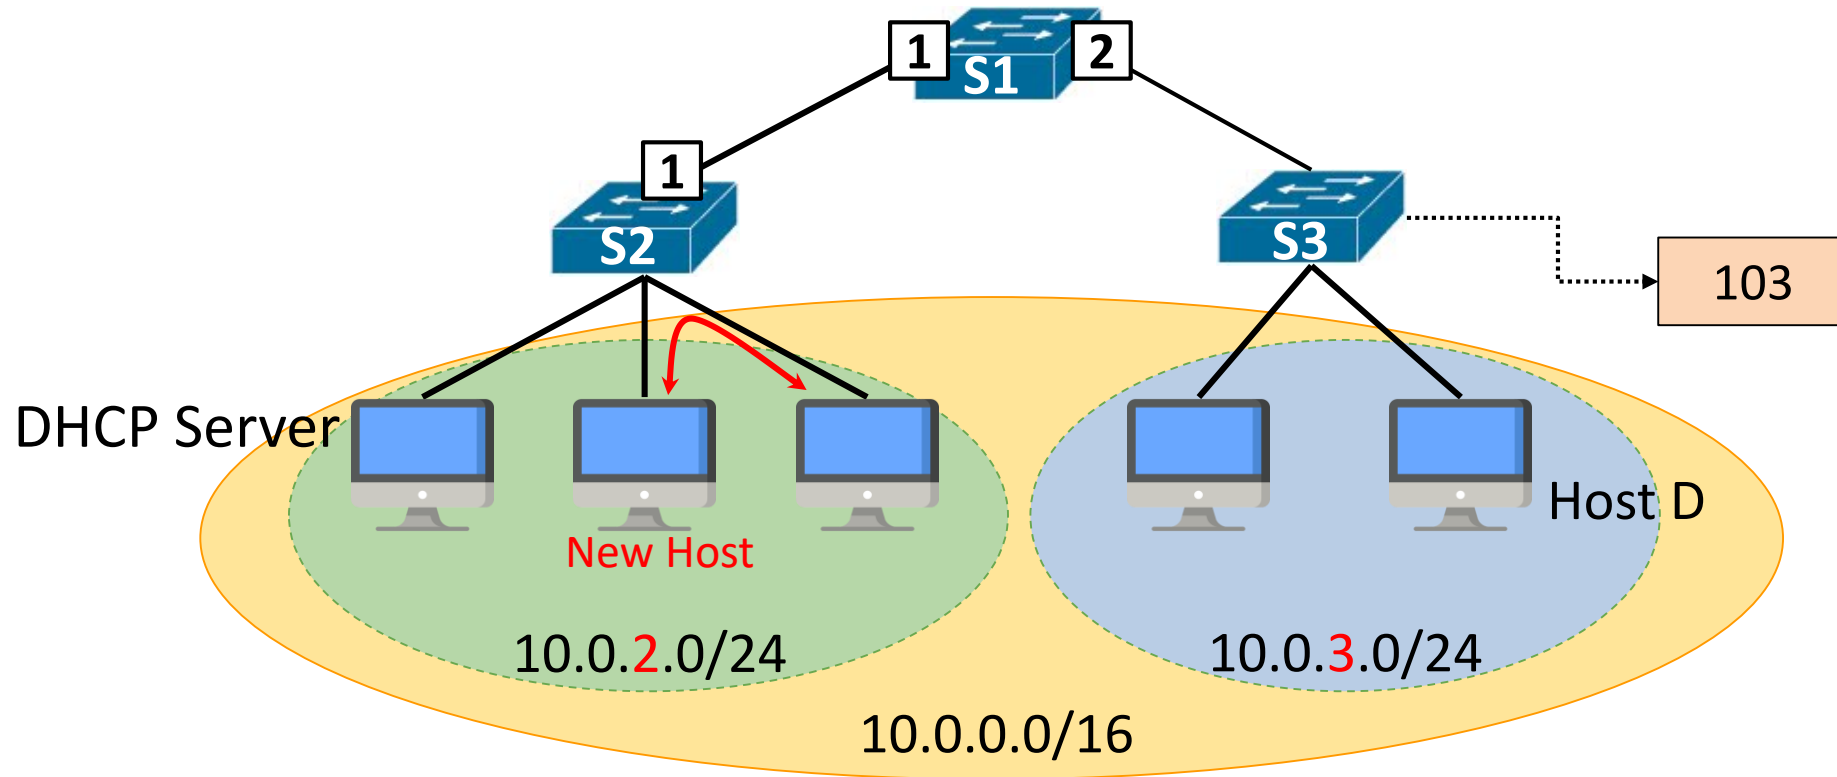 1
S1
2
1
S2
S3
103
DHCP Server
New Host
Host D
10.0.2.0/24
10.0.3.0/24
10.0.0.0/16